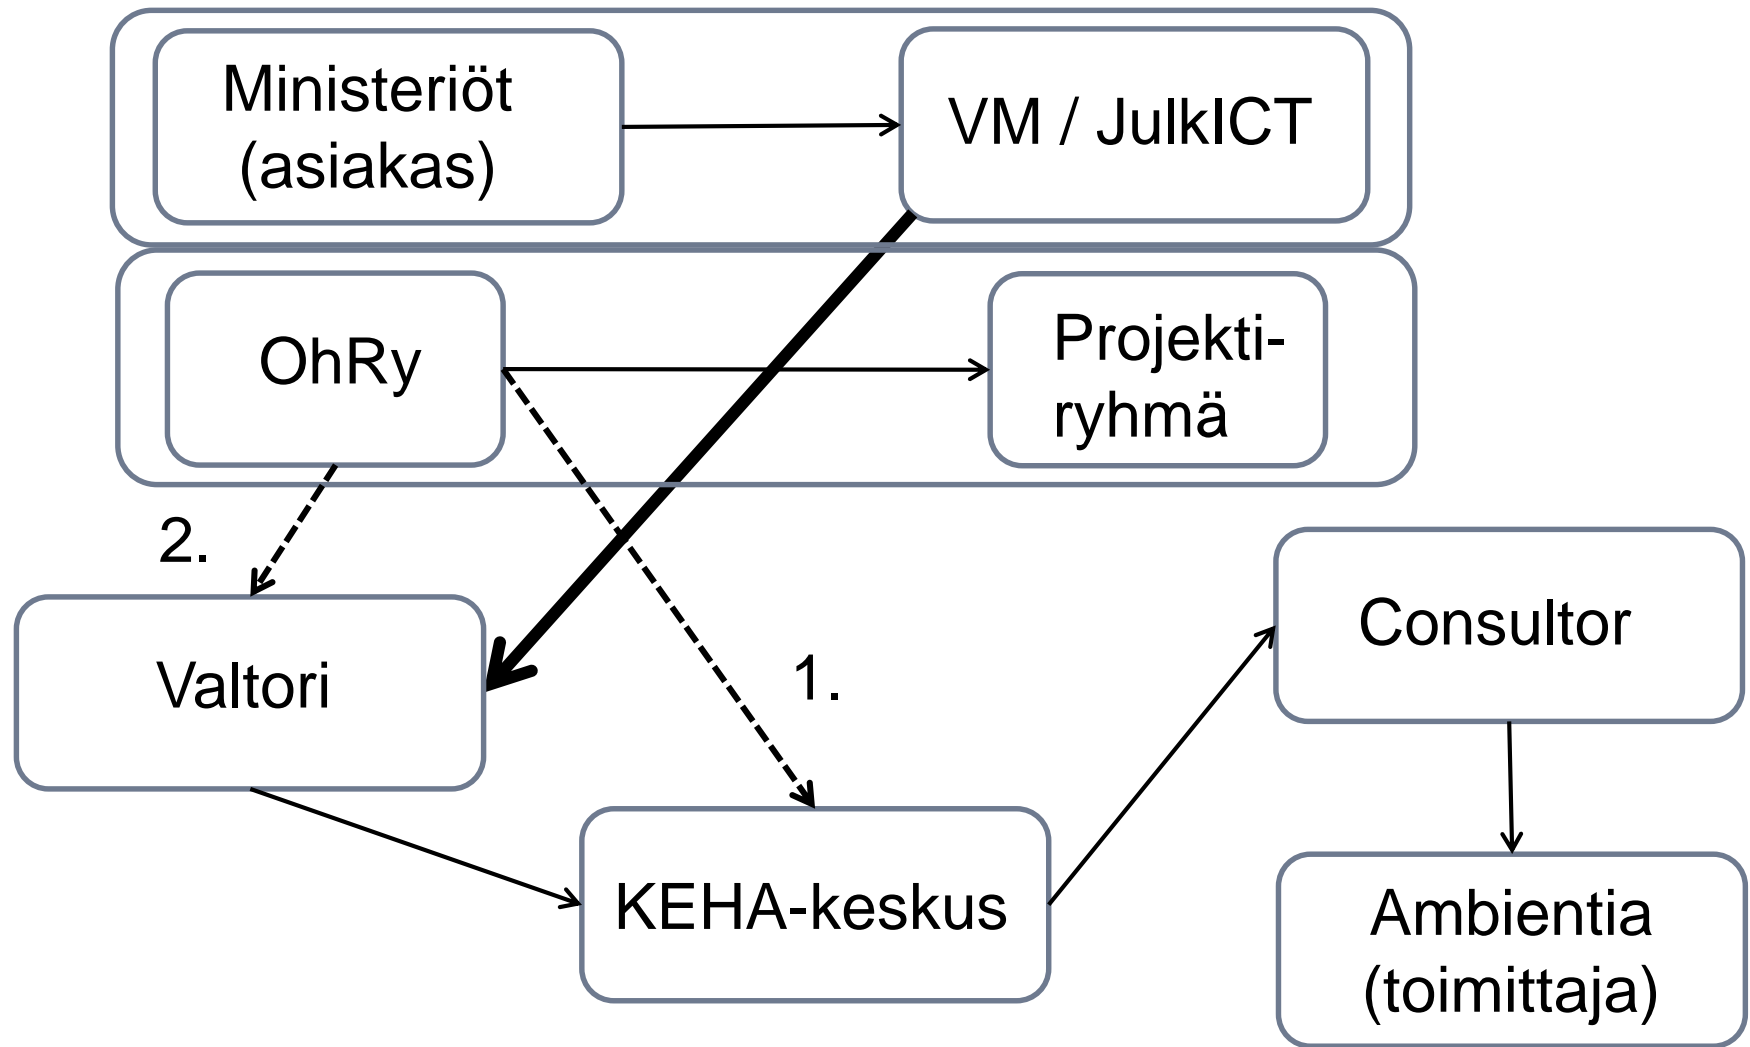 Ministeriöt
(asiakas)
VM / JulkICT
OhRy
Projekti-
ryhmä
2.
Valtori
1.
Consultor
KEHA-keskus
Ambientia
(toimittaja)